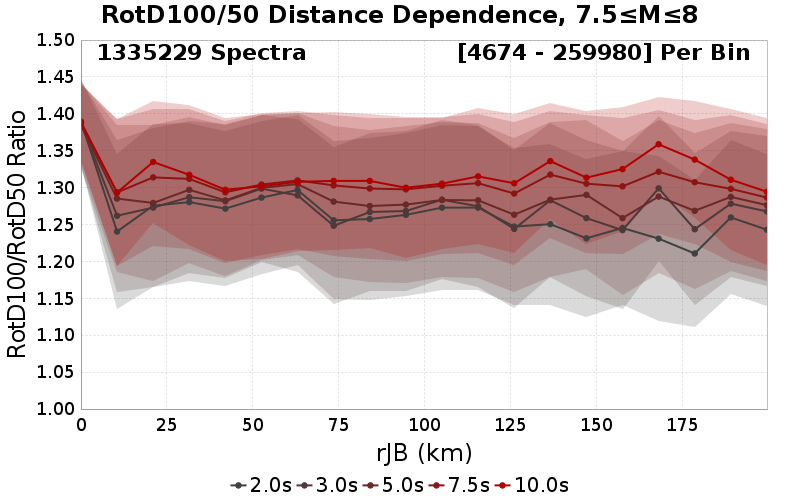 RotD100/50 Distance Dependence, 7.5≤M≤8
1335229 Spectra
[4674 - 259980] Per Bin
RotD100/RotD50 Ratio
1.50
1.45
1.40
1.35
1.30
1.25
1.20
1.15
1.10
1.05
1.00
0 25 50 75 100 125 150 175
rJB (km)
2.0s 3.0s 5.0s 7.5s 10.0s